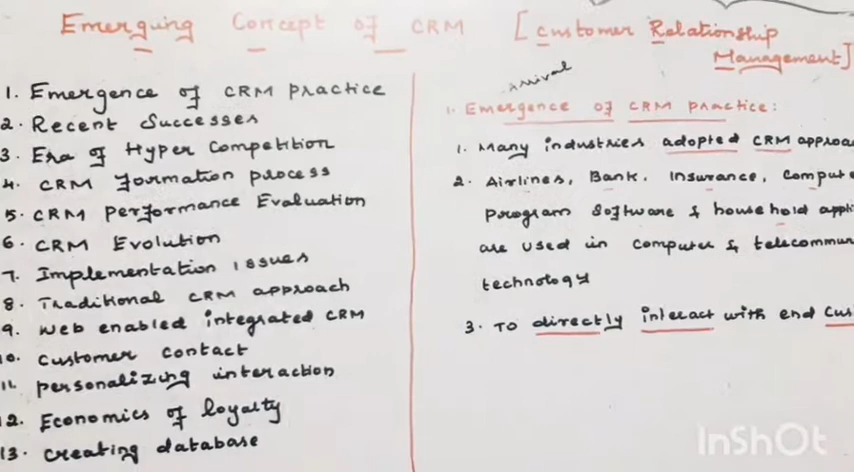 Emerging Concept of CRM [Customer Relationship
Management]
1. Emergence of CRM practice
2. Recent Successes
3. Era of Hyper Competition
4. CRM Formation process
5. CRM Performance Evaluation
6. CRM Evolution
7. Implementation Issues
8. Traditional CRM approach
9. Web enabled integrated CRM
10. Customer contact
11. personalizing interaction
12. Economics of loyalty
13. creating database
Arrival
1. Emergence of CRM practice:
1. Many industries adopted CRM approa
2. Airlines, Bank, Insurance, Compute
program software & household appli
are used in computer & telecommun
technology
3. To directly interact with end Cus
InShOt